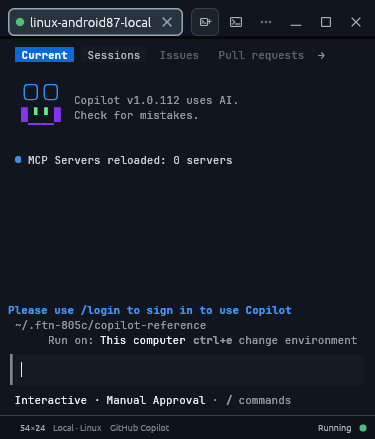 linux-android87-local
Current Sessions Issues Pull requests →
Copilot v1.0.112 uses AI.
Check for mistakes.
MCP Servers reloaded: 0 servers
Please use /login to sign in to use Copilot
~/.ftn-805c/copilot-reference
Run on: This computer ctrl+e change environment
Interactive · Manual Approval · / commands
54×24 Local · Linux GitHub Copilot Running